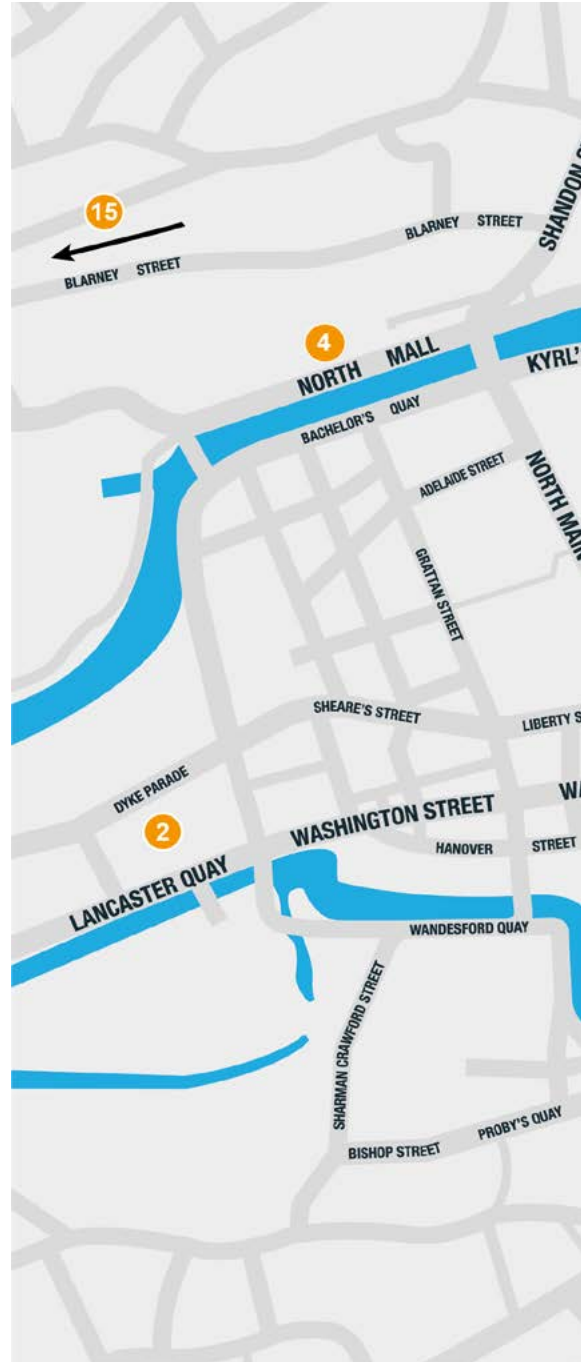 SHANDON
15
BLARNEY STREET
BLARNEY STREET
4
NORTH MALL
KYRL'
BACHELOR'S QUAY
ADELAIDE STREET
NORTH MAIN
GRATTAN STREET
SHEARE'S STREET
LIBERTY S
DYKE PARADE
2
WASHINGTON STREET
WA
LANCASTER QUAY
HANOVER STREET
WANDESFORD QUAY
SHARMAN CRAWFORD STREET
PROBY'S QUAY
BISHOP STREET